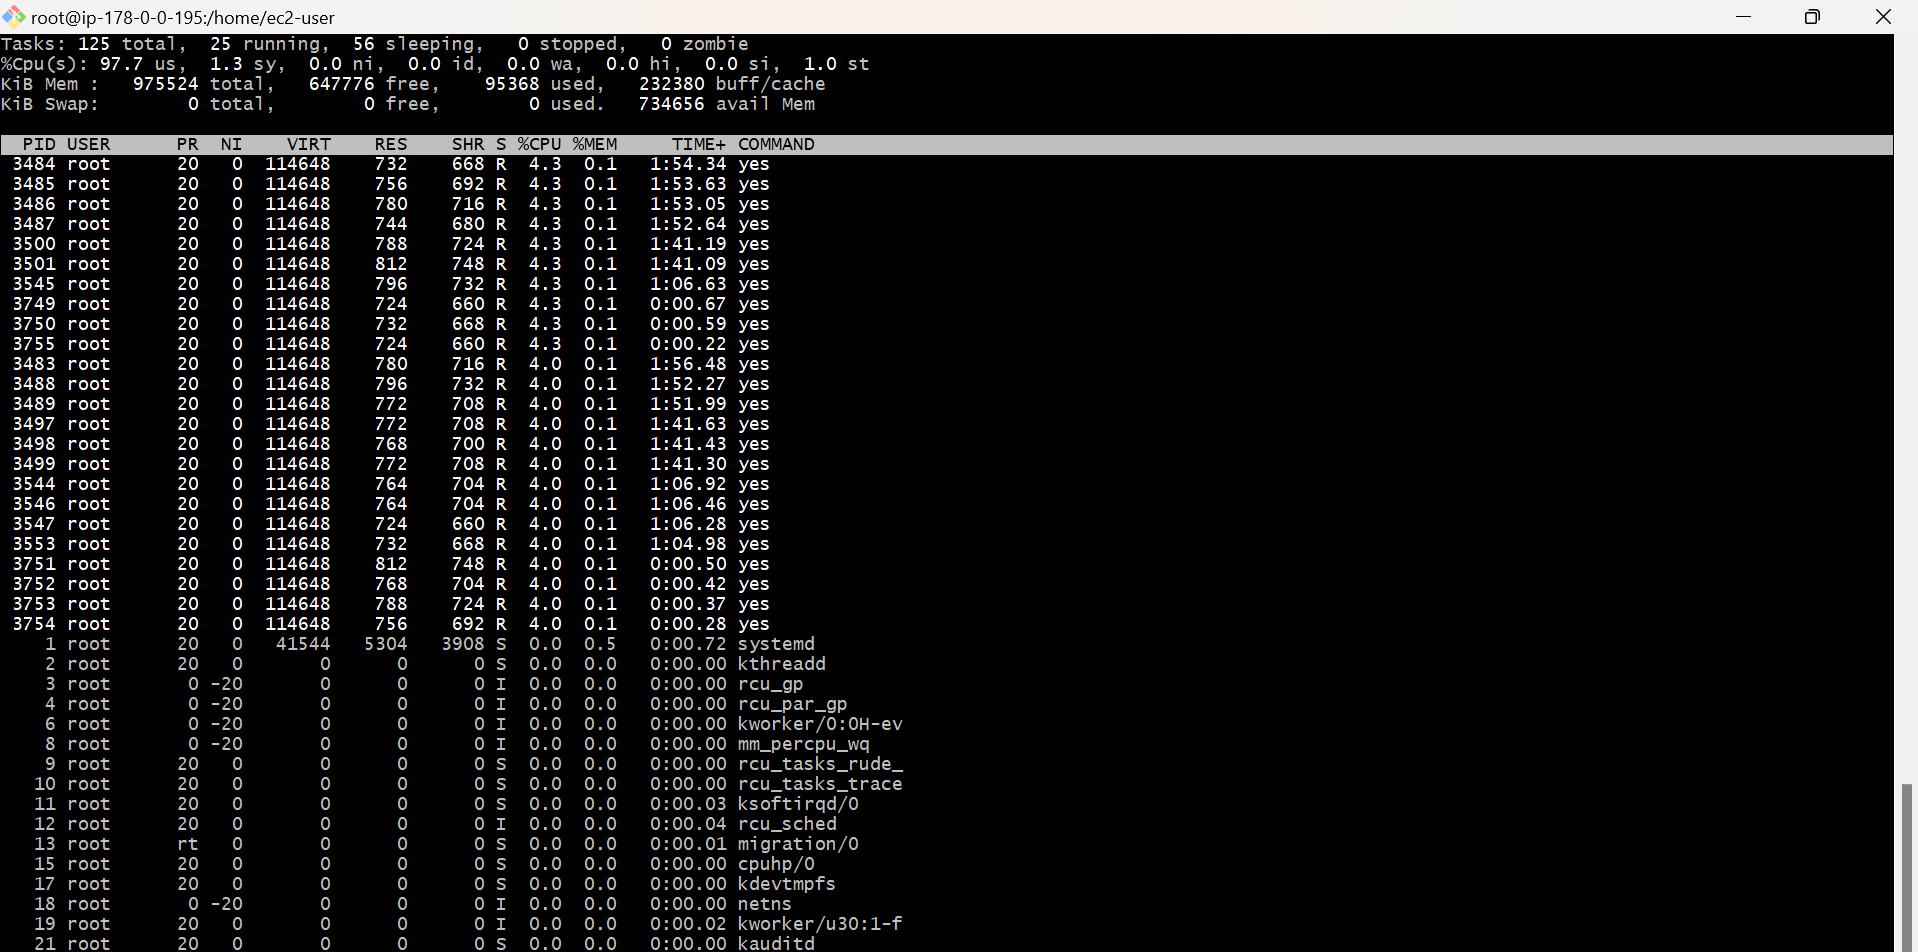 root@ip-178-0-0-195:/home/ec2-user
Tasks: 125 total,  25 running,  56 sleeping,   0 stopped,   0 zombie
%Cpu(s): 97.7 us,  1.3 sy,  0.0 ni,  0.0 id,  0.0 wa,  0.0 hi,  0.0 si,  1.0 st
KiB Mem :   975524 total,   647776 free,    95368 used,   232380 buff/cache
KiB Swap:        0 total,        0 free,        0 used.   734656 avail Mem
PID USER      PR  NI    VIRT    RES    SHR S %CPU %MEM     TIME+ COMMAND
3484 root      20   0  114648    732    668 R  4.3  0.1   1:54.34 yes
3485 root      20   0  114648    756    692 R  4.3  0.1   1:53.63 yes
3486 root      20   0  114648    780    716 R  4.3  0.1   1:53.05 yes
3487 root      20   0  114648    744    680 R  4.3  0.1   1:52.64 yes
3500 root      20   0  114648    788    724 R  4.3  0.1   1:41.19 yes
3501 root      20   0  114648    812    748 R  4.3  0.1   1:41.09 yes
3545 root      20   0  114648    796    732 R  4.3  0.1   1:06.63 yes
3749 root      20   0  114648    724    660 R  4.3  0.1   0:00.67 yes
3750 root      20   0  114648    732    668 R  4.3  0.1   0:00.59 yes
3755 root      20   0  114648    724    660 R  4.3  0.1   0:00.22 yes
3483 root      20   0  114648    780    716 R  4.0  0.1   1:56.48 yes
3488 root      20   0  114648    796    732 R  4.0  0.1   1:52.27 yes
3489 root      20   0  114648    772    708 R  4.0  0.1   1:51.99 yes
3497 root      20   0  114648    772    708 R  4.0  0.1   1:41.63 yes
3498 root      20   0  114648    768    700 R  4.0  0.1   1:41.43 yes
3499 root      20   0  114648    772    708 R  4.0  0.1   1:41.30 yes
3544 root      20   0  114648    764    704 R  4.0  0.1   1:06.92 yes
3546 root      20   0  114648    764    704 R  4.0  0.1   1:06.46 yes
3547 root      20   0  114648    724    660 R  4.0  0.1   1:06.28 yes
3553 root      20   0  114648    732    668 R  4.0  0.1   1:04.98 yes
3751 root      20   0  114648    812    748 R  4.0  0.1   0:00.50 yes
3752 root      20   0  114648    768    704 R  4.0  0.1   0:00.42 yes
3753 root      20   0  114648    788    724 R  4.0  0.1   0:00.37 yes
3754 root      20   0  114648    756    692 R  4.0  0.1   0:00.28 yes
1 root      20   0   41544   5304   3908 S  0.0  0.5   0:00.72 systemd
2 root      20   0       0      0      0 S  0.0  0.0   0:00.00 kthreadd
3 root       0 -20       0      0      0 I  0.0  0.0   0:00.00 rcu_gp
4 root       0 -20       0      0      0 I  0.0  0.0   0:00.00 rcu_par_gp
6 root       0 -20       0      0      0 I  0.0  0.0   0:00.00 kworker/0:0H-ev
8 root       0 -20       0      0      0 I  0.0  0.0   0:00.00 mm_percpu_wq
9 root      20   0       0      0      0 S  0.0  0.0   0:00.00 rcu_tasks_rude_
10 root      20   0       0      0      0 S  0.0  0.0   0:00.00 rcu_tasks_trace
11 root      20   0       0      0      0 S  0.0  0.0   0:00.03 ksoftirqd/0
12 root      20   0       0      0      0 I  0.0  0.0   0:00.04 rcu_sched
13 root      rt   0       0      0      0 S  0.0  0.0   0:00.01 migration/0
15 root      20   0       0      0      0 S  0.0  0.0   0:00.00 cpuhp/0
17 root      20   0       0      0      0 S  0.0  0.0   0:00.00 kdevtmpfs
18 root       0 -20       0      0      0 I  0.0  0.0   0:00.00 netns
19 root      20   0       0      0      0 I  0.0  0.0   0:00.02 kworker/u30:1-f
21 root      20   0       0      0      0 S  0.0  0.0   0:00.00 kauditd